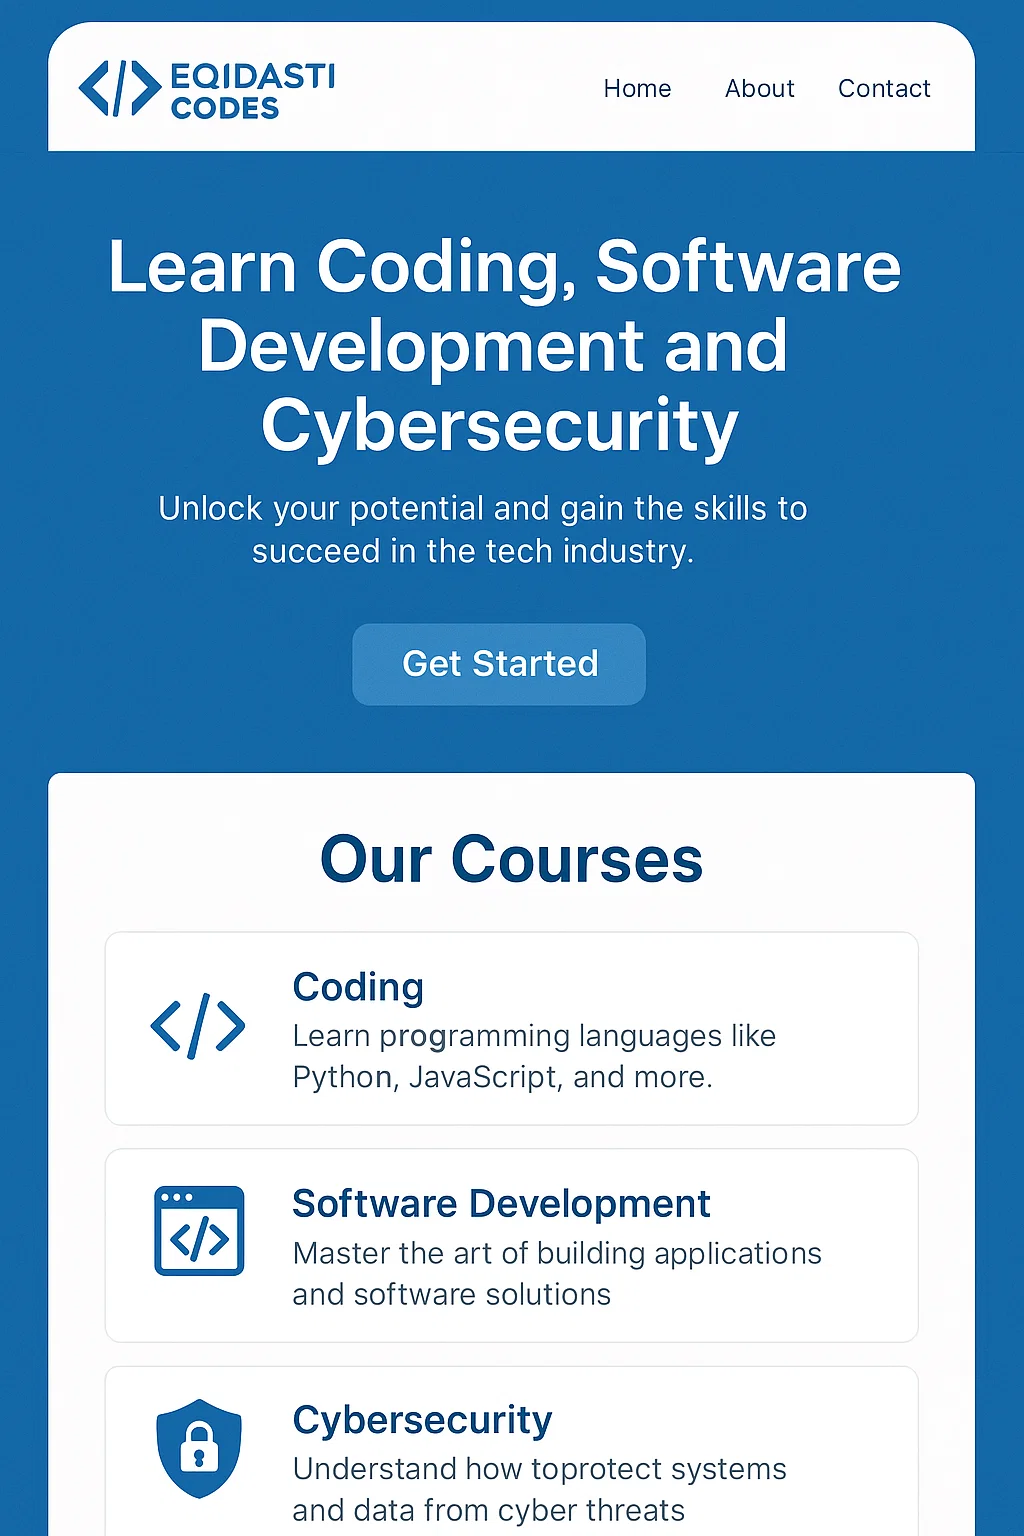 </> EQIDASTI
CODES
Home About Contact
Learn Coding, Software
Development and
Cybersecurity
Unlock your potential and gain the skills to
succeed in the tech industry.
Get Started
Our Courses
</>
Coding
Learn programming languages like
Python, JavaScript, and more.
</>
Software Development
Master the art of building applications
and software solutions
Cybersecurity
Understand how toprotect systems
and data from cyber threats